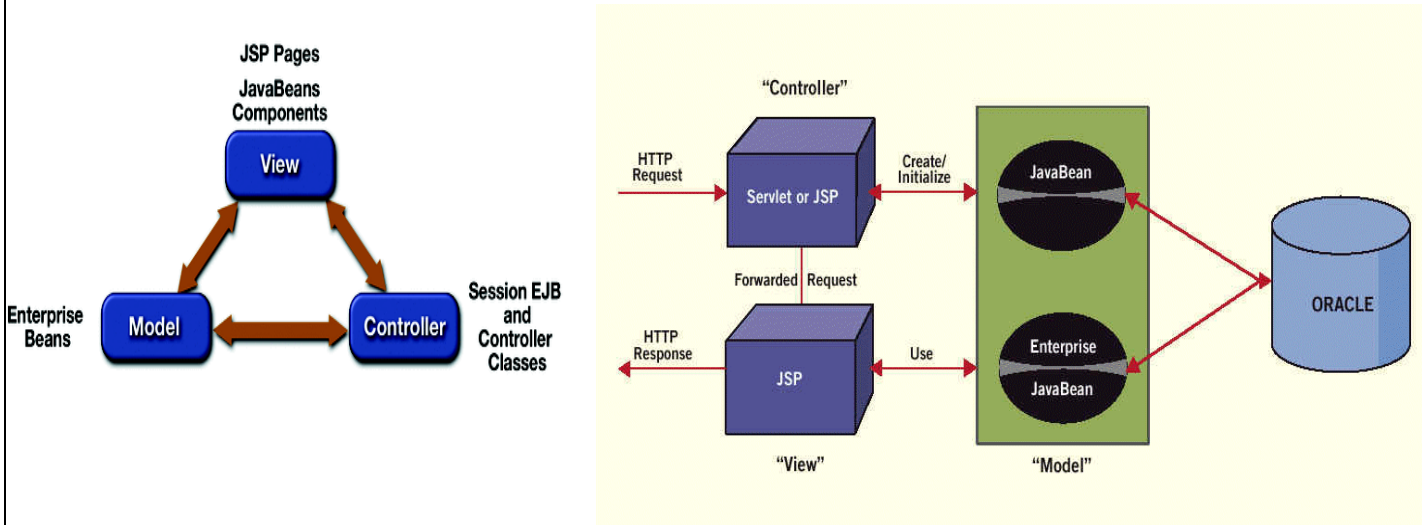 JSP Pages
JavaBeans
Components
View
Enterprise
Beans
Model
Controller
Session EJB
and
Controller
Classes
“Controller”
HTTP
Request
Servlet or JSP
Create/
Initialize
JavaBean
Forwarded Request
ORACLE
HTTP
Response
JSP
Use
Enterprise
JavaBean
“View”
“Model”